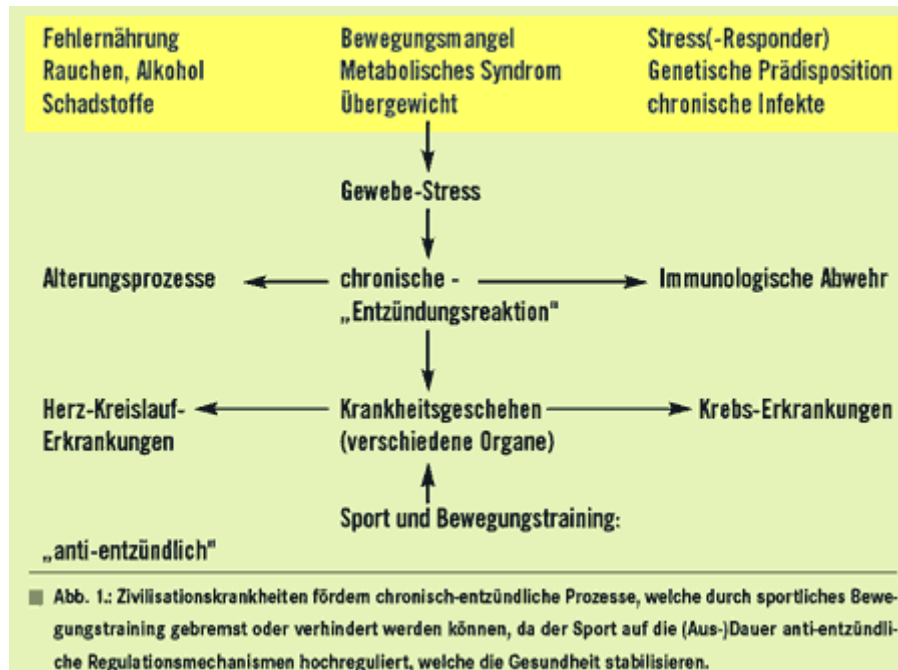 Fehlernährung Bewegungsmangel Stress(-Responder)
Rauchen, Alkohol Metabolisches Syndrom Genetische Prädisposition
Schadstoffe Übergewicht chronische Infekte
Gewebe-Stress
Alterungsprozesse chronische - Immunologische Abwehr
„Entzündungsreaktion"
Herz-Kreislauf- Krankheitsgeschehen Krebs-Erkrankungen
Erkrankungen (verschiedene Organe)
Sport und Bewegungstraining:
„anti-entzündlich"
Abb. 1.: Zivilisationskrankheiten fördern chronisch-entzündliche Prozesse, welche durch sportliches Bewe-
gungstraining gebremst oder verhindert werden können, da der Sport auf die (Aus-)Dauer anti-entzündli-
che Regulationsmechanismen hochreguliert, welche die Gesundheit stabilisieren.